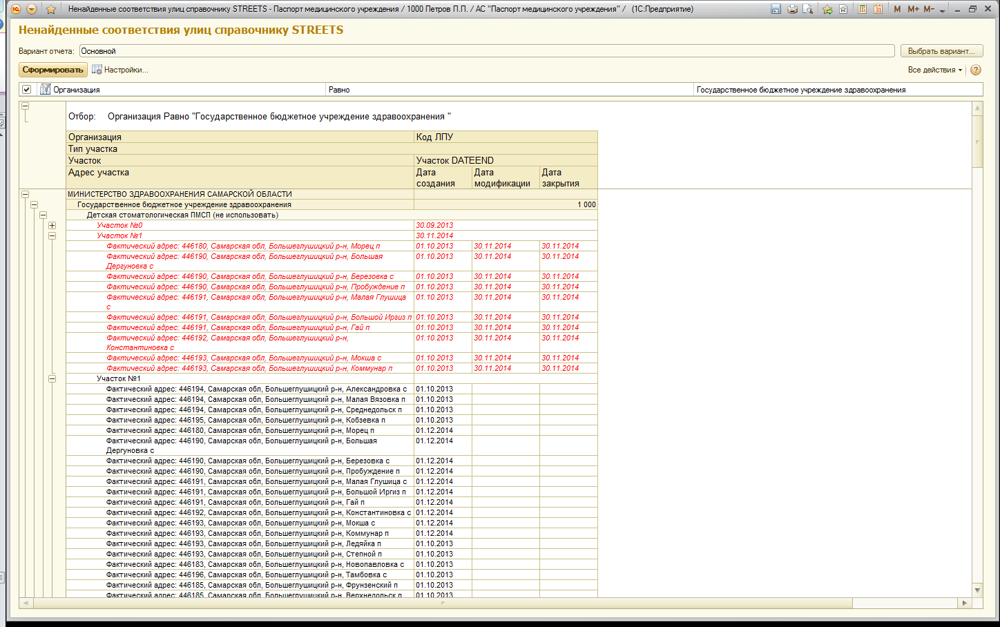 Ненайденные соответствия улиц справочнику STREETS - Паспорт медицинского учреждения / 1000 Петров П.П. / АС "Паспорт медицинского учреждения" / (1С:Предприятие)
M M+ M-
Ненайденные соответствия улиц справочнику STREETS
Вариант отчета: Основной Выбрать вариант...
Сформировать Настройки... Все действия ?
Организация Равно Государственное бюджетное учреждение здравоохранения
Отбор: Организация Равно "Государственное бюджетное учреждение здравоохранения "
Организация Код ЛПУ
Тип участка
Участок Участок DATEEND
Адрес участка Дата создания Дата модификации Дата закрытия
МИНИСТЕРСТВО ЗДРАВООХРАНЕНИЯ САМАРСКОЙ ОБЛАСТИ
Государственное бюджетное учреждение здравоохранения 1 000
Детская стоматологическая ПМСП (не использовать)
Участок №0 30.09.2013
Участок №1 30.11.2014
Фактический адрес: 446180, Самарская обл, Большеглушицкий р-н, Морец п 01.10.2013 30.11.2014 30.11.2014
Фактический адрес: 446190, Самарская обл, Большеглушицкий р-н, Большая 01.10.2013 30.11.2014 30.11.2014
Дергуновка с
Фактический адрес: 446190, Самарская обл, Большеглушицкий р-н, Березовка с 01.10.2013 30.11.2014 30.11.2014
Фактический адрес: 446190, Самарская обл, Большеглушицкий р-н, Пробуждение п 01.10.2013 30.11.2014 30.11.2014
Фактический адрес: 446191, Самарская обл, Большеглушицкий р-н, Малая Глушица 01.10.2013 30.11.2014 30.11.2014
с
Фактический адрес: 446191, Самарская обл, Большеглушицкий р-н, Большой Иргиз п 01.10.2013 30.11.2014 30.11.2014
Фактический адрес: 446191, Самарская обл, Большеглушицкий р-н, Гай п 01.10.2013 30.11.2014 30.11.2014
Фактический адрес: 446192, Самарская обл, Большеглушицкий р-н, 01.10.2013 30.11.2014 30.11.2014
Константиновка с
Фактический адрес: 446193, Самарская обл, Большеглушицкий р-н, Мокша с 01.10.2013 30.11.2014 30.11.2014
Фактический адрес: 446193, Самарская обл, Большеглушицкий р-н, Коммунар п 01.10.2013 30.11.2014 30.11.2014
Участок №1
Фактический адрес: 446194, Самарская обл, Большеглушицкий р-н, Александровка с 01.10.2013
Фактический адрес: 446194, Самарская обл, Большеглушицкий р-н, Малая Вязовка п 01.10.2013
Фактический адрес: 446194, Самарская обл, Большеглушицкий р-н, Среднедольск п 01.10.2013
Фактический адрес: 446195, Самарская обл, Большеглушицкий р-н, Кобзевка п 01.10.2013
Фактический адрес: 446180, Самарская обл, Большеглушицкий р-н, Морец п 01.12.2014
Фактический адрес: 446190, Самарская обл, Большеглушицкий р-н, Большая 01.12.2014
Дергуновка с
Фактический адрес: 446190, Самарская обл, Большеглушицкий р-н, Березовка с 01.12.2014
Фактический адрес: 446190, Самарская обл, Большеглушицкий р-н, Пробуждение п 01.12.2014
Фактический адрес: 446191, Самарская обл, Большеглушицкий р-н, Малая Глушица с 01.12.2014
Фактический адрес: 446191, Самарская обл, Большеглушицкий р-н, Большой Иргиз п 01.12.2014
Фактический адрес: 446191, Самарская обл, Большеглушицкий р-н, Гай п 01.12.2014
Фактический адрес: 446192, Самарская обл, Большеглушицкий р-н, Константиновка с 01.12.2014
Фактический адрес: 446193, Самарская обл, Большеглушицкий р-н, Мокша с 01.12.2014
Фактический адрес: 446193, Самарская обл, Большеглушицкий р-н, Коммунар п 01.12.2014
Фактический адрес: 446193, Самарская обл, Большеглушицкий р-н, Ледяйка п 01.10.2013
Фактический адрес: 446193, Самарская обл, Большеглушицкий р-н, Степной п 01.10.2013
Фактический адрес: 446183, Самарская обл, Большеглушицкий р-н, Новопавловка с 01.10.2013
Фактический адрес: 446196, Самарская обл, Большеглушицкий р-н, Тамбовка с 01.10.2013
Фактический адрес: 446185, Самарская обл, Большеглушицкий р-н, Фрунзенский п 01.10.2013
Фактический адрес: 446185, Самарская обл, Большеглушицкий р-н, Верхнедольск п 01.10.2013